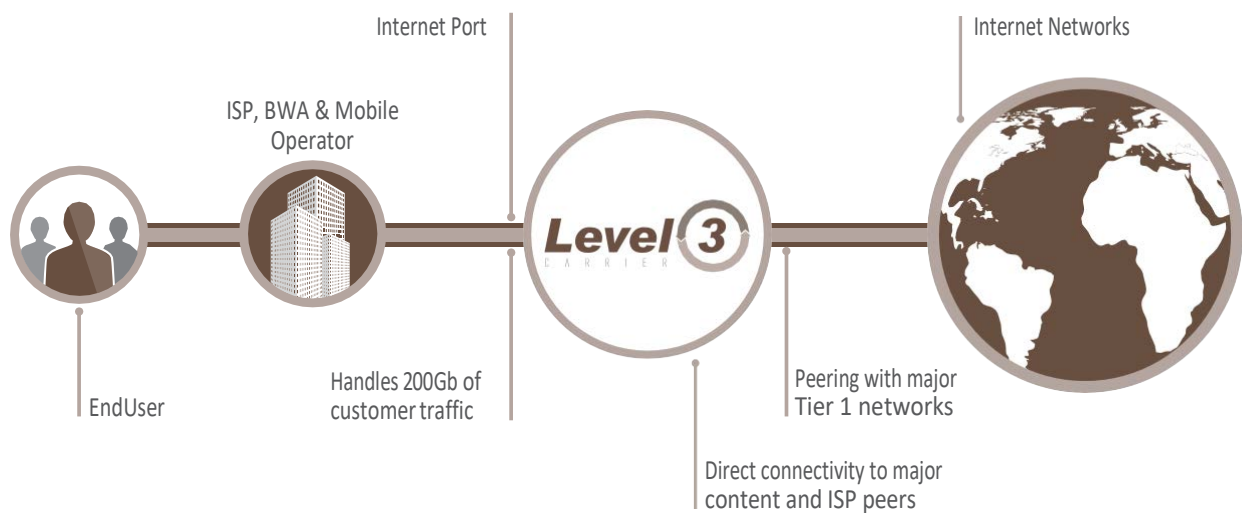 Internet Port
Internet Networks
ISP, BWA & Mobile
Operator
Level 3
CARRIER
EndUser
Handles 200Gb of
customer traffic
Peering with major
Tier 1 networks
Direct connectivity to major
content and ISP peers